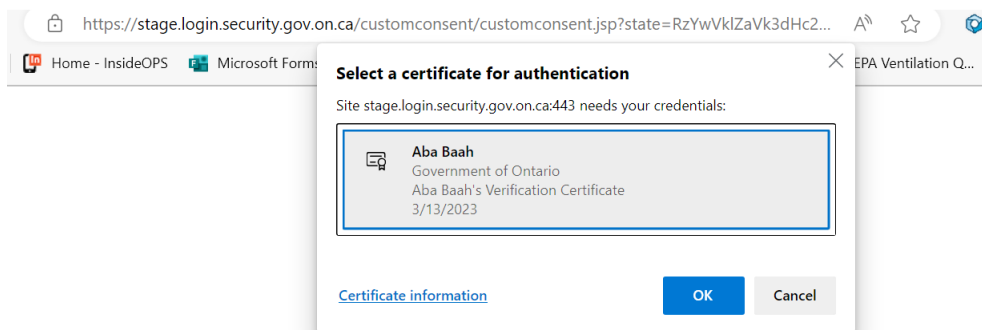 https://stage.login.security.gov.on.ca/customconsent/customconsent.jsp?state=RzYwVklZaVk3dHc2...
Home - InsideOPS
Microsoft Forms
EPA Ventilation Q...
Select a certificate for authentication
Site stage.login.security.gov.on.ca:443 needs your credentials:
Aba Baah
Government of Ontario
Aba Baah's Verification Certificate
3/13/2023
Certificate information
OK
Cancel